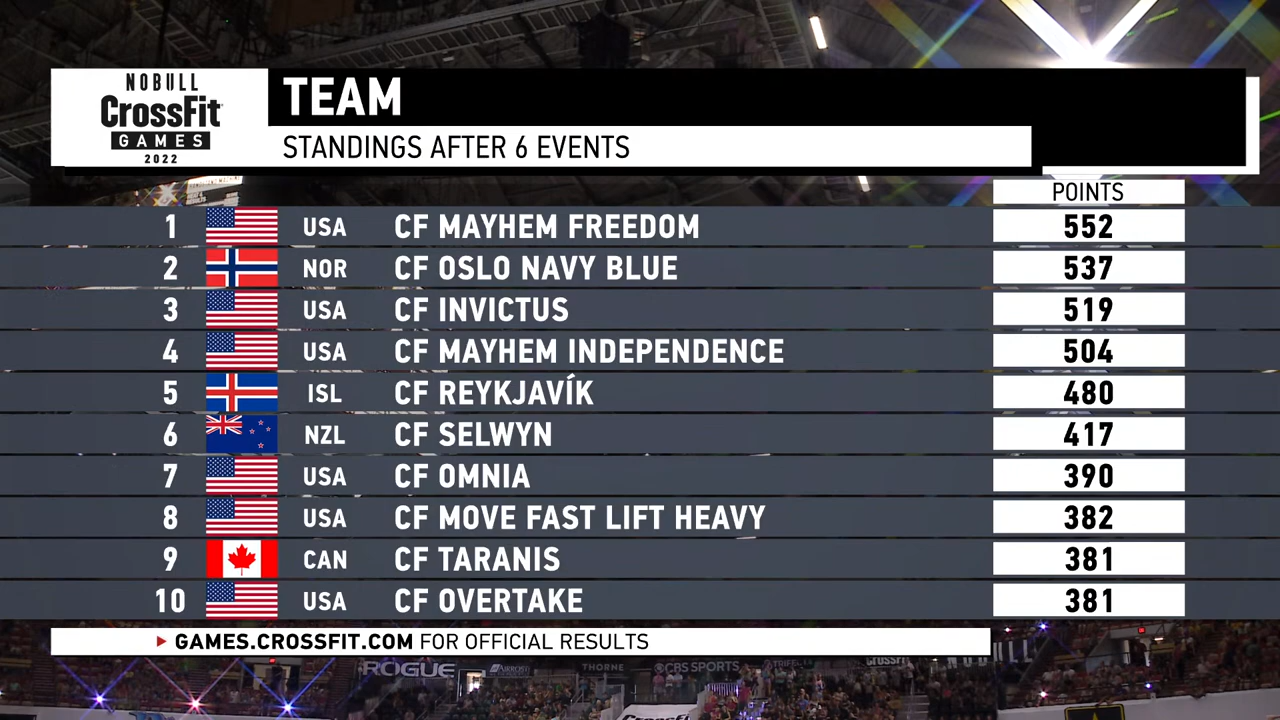 NOBULL
CrossFit
GAMES
2022
TEAM
STANDINGS AFTER 6 EVENTS
POINTS
1 USA CF MAYHEM FREEDOM 552
2 NOR CF OSLO NAVY BLUE 537
3 USA CF INVICTUS 519
4 USA CF MAYHEM INDEPENDENCE 504
5 ISL CF REYKJAVÍK 480
6 NZL CF SELWYN 417
7 USA CF OMNIA 390
8 USA CF MOVE FAST LIFT HEAVY 382
9 CAN CF TARANIS 381
10 USA CF OVERTAKE 381
GAMES.CROSSFIT.COM FOR OFFICIAL RESULTS
ROGUE THORNE CBS SPORTS CrossFit NOBULL
CrossFit